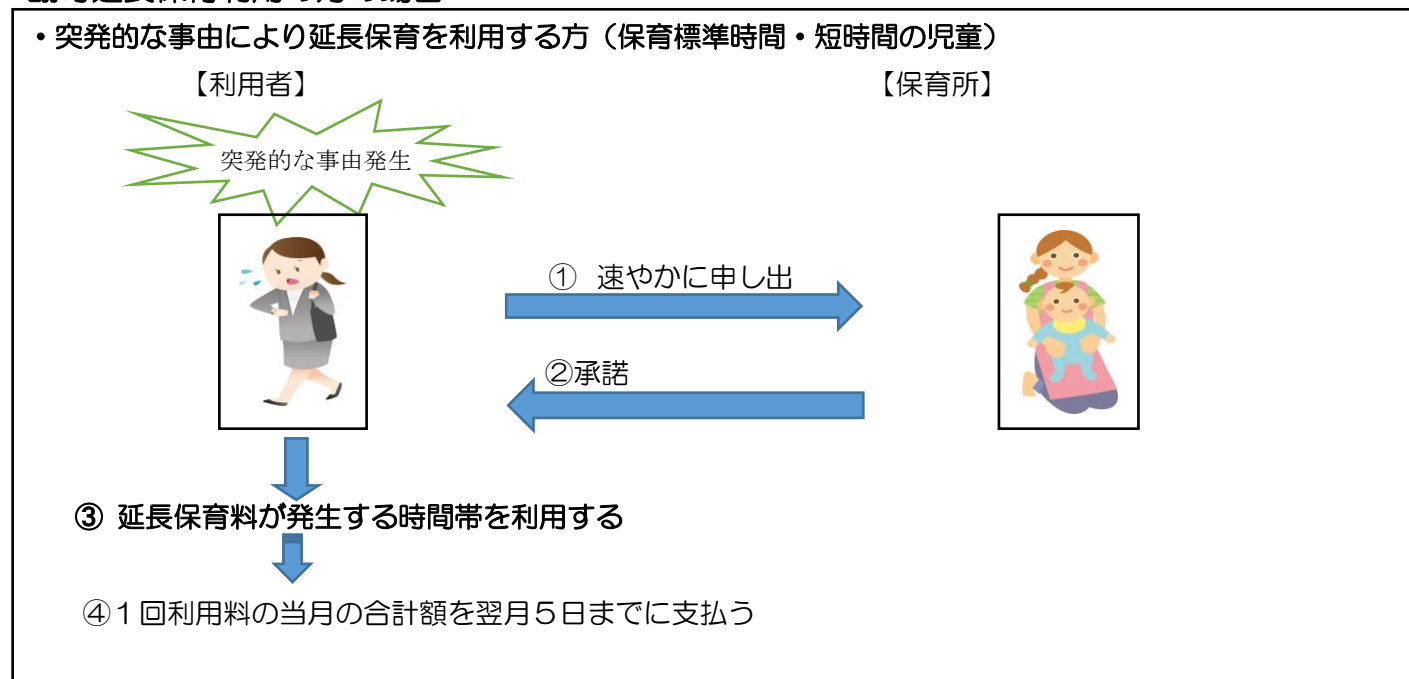 ・突発的な事由により延長保育を利用する方（保育標準時間・短時間の児童）
【利用者】
【保育所】
突発的な事由発生
① 速やかに申し出
②承諾
③ 延長保育料が発生する時間帯を利用する
④１回利用料の当月の合計額を翌月５日までに支払う